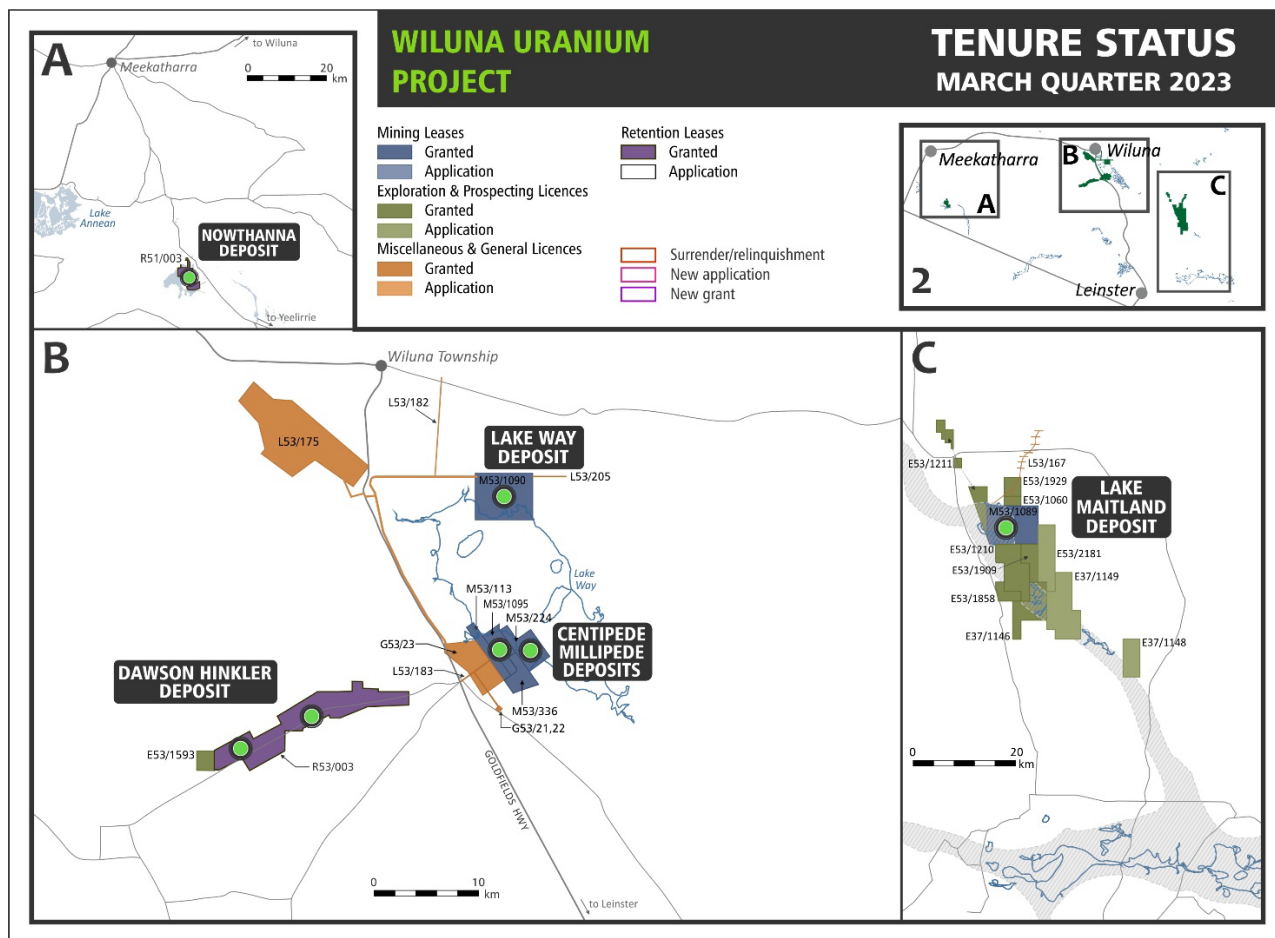 WILUNA URANIUM
PROJECT
TENURE STATUS
MARCH QUARTER 2023
A
to Wiluna
Meekatharra
0 20
km
Lake
Annean
NOWTHANNA
DEPOSIT
R51/003
to Yeelirrie
Mining Leases
Granted
Application
Exploration & Prospecting Licences
Granted
Application
Miscellaneous & General Licences
Granted
Application
Retention Leases
Granted
Application
Surrender/relinquishment
New application
New grant
Meekatharra
B
Wiluna
A
C
2
Leinster
B
Wiluna Township
L53/182
L53/175
LAKE WAY
DEPOSIT
M53/1090
L53/205
Lake
Way
M53/113
M53/1095
M53/224
G53/23
L53/183
CENTIPEDE
MILLIPEDE
DEPOSITS
M53/336
G53/21,22
DAWSON HINKLER
DEPOSIT
E53/1593
R53/003
GOLDFIELDS HWY
0 10
km
to Leinster
C
E53/1211
L53/167
E53/1929
E53/1060
M53/1089
LAKE
MAITLAND
DEPOSIT
E53/1210
E53/2181
E53/1909
E37/1149
E53/1858
E37/1146
E37/1148
0 20
km